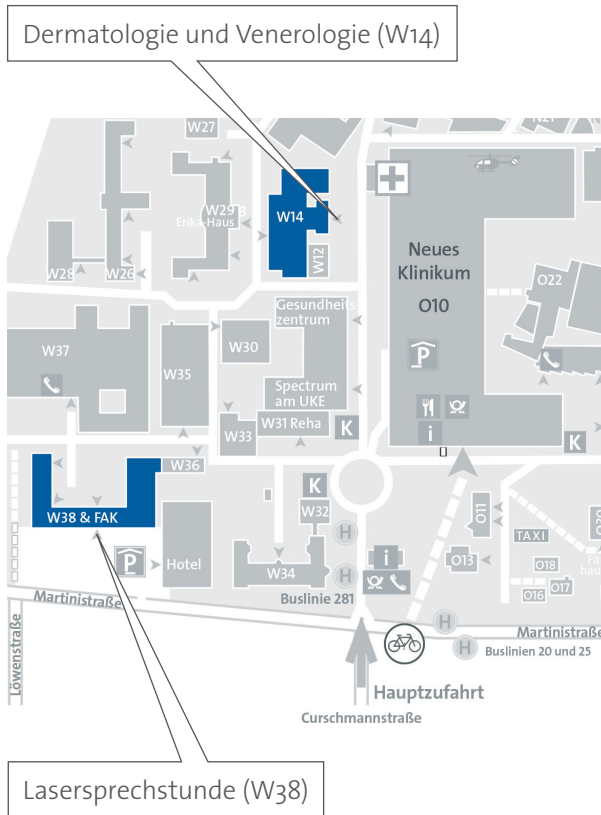 Dermatologie und Venerologie (W14)
W27
N21
W29
Erika-Haus
W14
W12
Neues
Klinikum
O10
O22
W28
W26
Gesundheits-
zentrum
W37
W35
W30
P
Spectrum
am UKE
W33
W31 Reha
K
i
K
W36
K
W38 & FAK
W32
O11
TAXI
P
Hotel
W34
H
H
i
O13
O18
O17
O16
Martinistraße
Buslinie 281
H
Martinistraße
H
Buslinien 20 und 25
Löwenstraße
Hauptzufahrt
Curschmannstraße
Lasersprechstunde (W38)